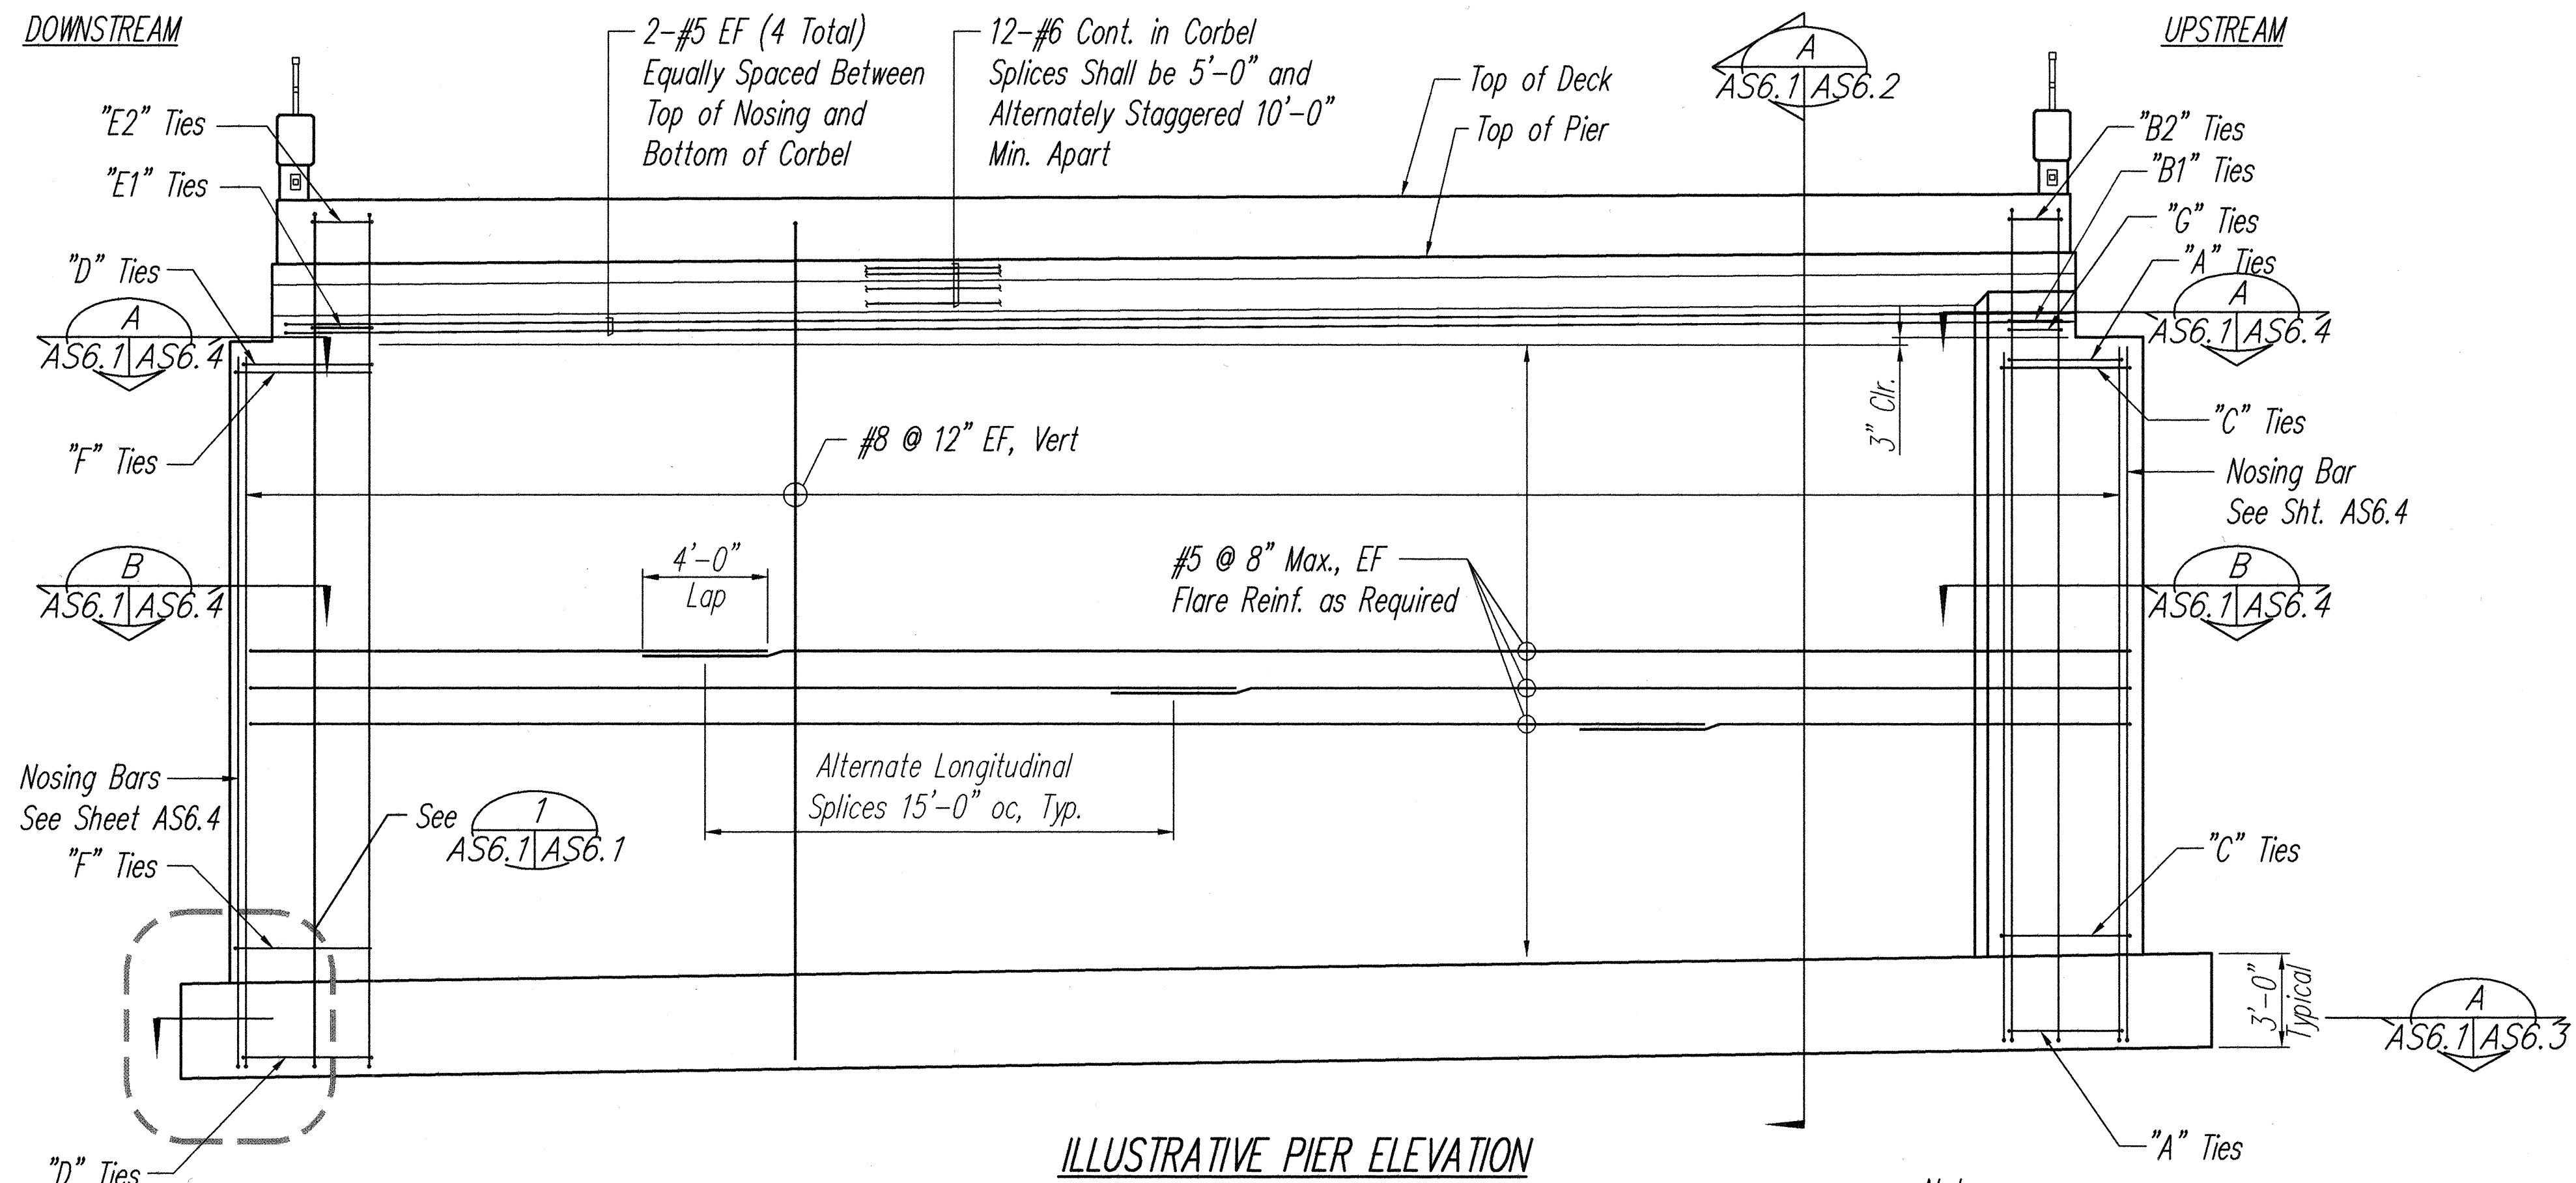 DOWNSTREAM
UPSTREAM
2-#5 EF (4 Total)
Equally Spaced Between
Top of Nosing and
Bottom of Corbel
12-#6 Cont. in Corbel
Splices Shall be 5'-0" and
Alternately Staggered 10'-0"
Min. Apart
Top of Deck
Top of Pier
A
AS6.1 AS6.2
"E2" Ties
"E1" Ties
"D" Ties
A
AS6.1 AS6.4
"F" Ties
"B2" Ties
"B1" Ties
"G" Ties
"A" Ties
A
AS6.1 AS6.4
"C" Ties
3" Clr.
#8 @ 12" EF, Vert
Nosing Bar
See Sht. AS6.4
B
AS6.1 AS6.4
4'-0"
Lap
#5 @ 8" Max., EF
Flare Reinf. as Required
B
AS6.1 AS6.4
Alternate Longitudinal
Splices 15'-0" oc, Typ.
Nosing Bars
See Sheet AS6.4
See
1
AS6.1 AS6.1
"F" Ties
"C" Ties
3'-0"
Typical
A
AS6.1 AS6.3
"D" Ties
"A" Ties
ILLUSTRATIVE PIER ELEVATION